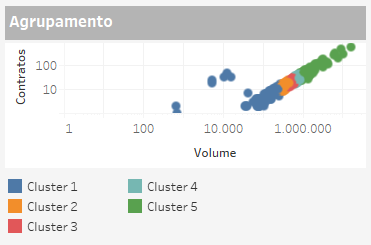 Agrupamento
Contratos
100
10
1
100
10.000
1.000.000
Volume
Cluster 1
Cluster 4
Cluster 2
Cluster 5
Cluster 3